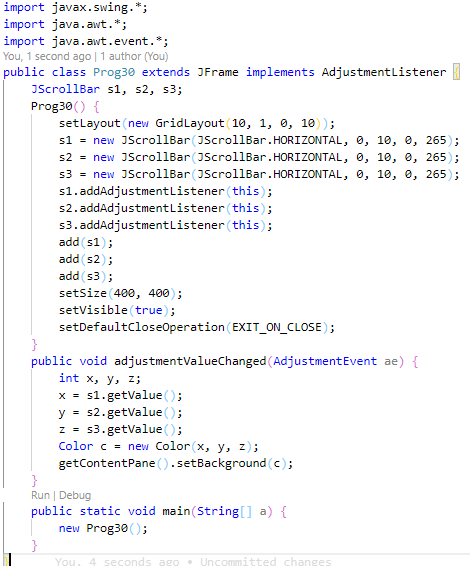 import javax.swing.*;
import java.awt.*;
import java.awt.event.*;
You, 1 second ago | 1 author (You)
public class Prog30 extends JFrame implements AdjustmentListener {
    JScrollBar s1, s2, s3;
    Prog30() {
        setLayout(new GridLayout(10, 1, 0, 10));
        s1 = new JScrollBar(JScrollBar.HORIZONTAL, 0, 10, 0, 265);
        s2 = new JScrollBar(JScrollBar.HORIZONTAL, 0, 10, 0, 265);
        s3 = new JScrollBar(JScrollBar.HORIZONTAL, 0, 10, 0, 265);
        s1.addAdjustmentListener(this);
        s2.addAdjustmentListener(this);
        s3.addAdjustmentListener(this);
        add(s1);
        add(s2);
        add(s3);
        setSize(400, 400);
        setVisible(true);
        setDefaultCloseOperation(EXIT_ON_CLOSE);
    }
    public void adjustmentValueChanged(AdjustmentEvent ae) {
        int x, y, z;
        x = s1.getValue();
        y = s2.getValue();
        z = s3.getValue();
        Color c = new Color(x, y, z);
        getContentPane().setBackground(c);
    }
    Run | Debug
    public static void main(String[] a) {
        new Prog30();
    }
}    You, 4 seconds ago • Uncommitted changes